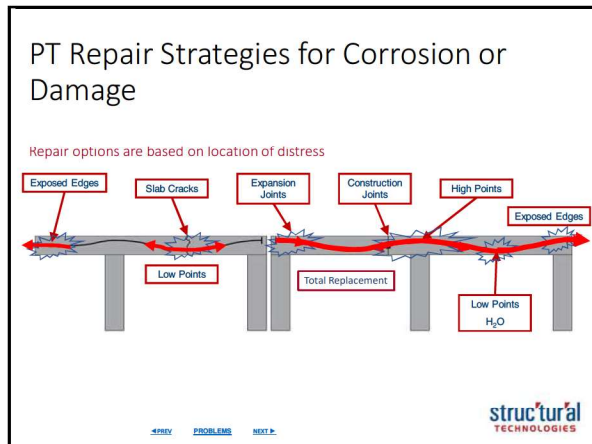 PT Repair Strategies for Corrosion or
Damage
Repair options are based on location of distress
Exposed Edges
Slab Cracks
Expansion
Joints
Construction
Joints
High Points
Exposed Edges
Low Points
Total Replacement
Low Points
H₂O
◄PREV
PROBLEMS
NEXT►
struc'tur'al
TECHNOLOGIES